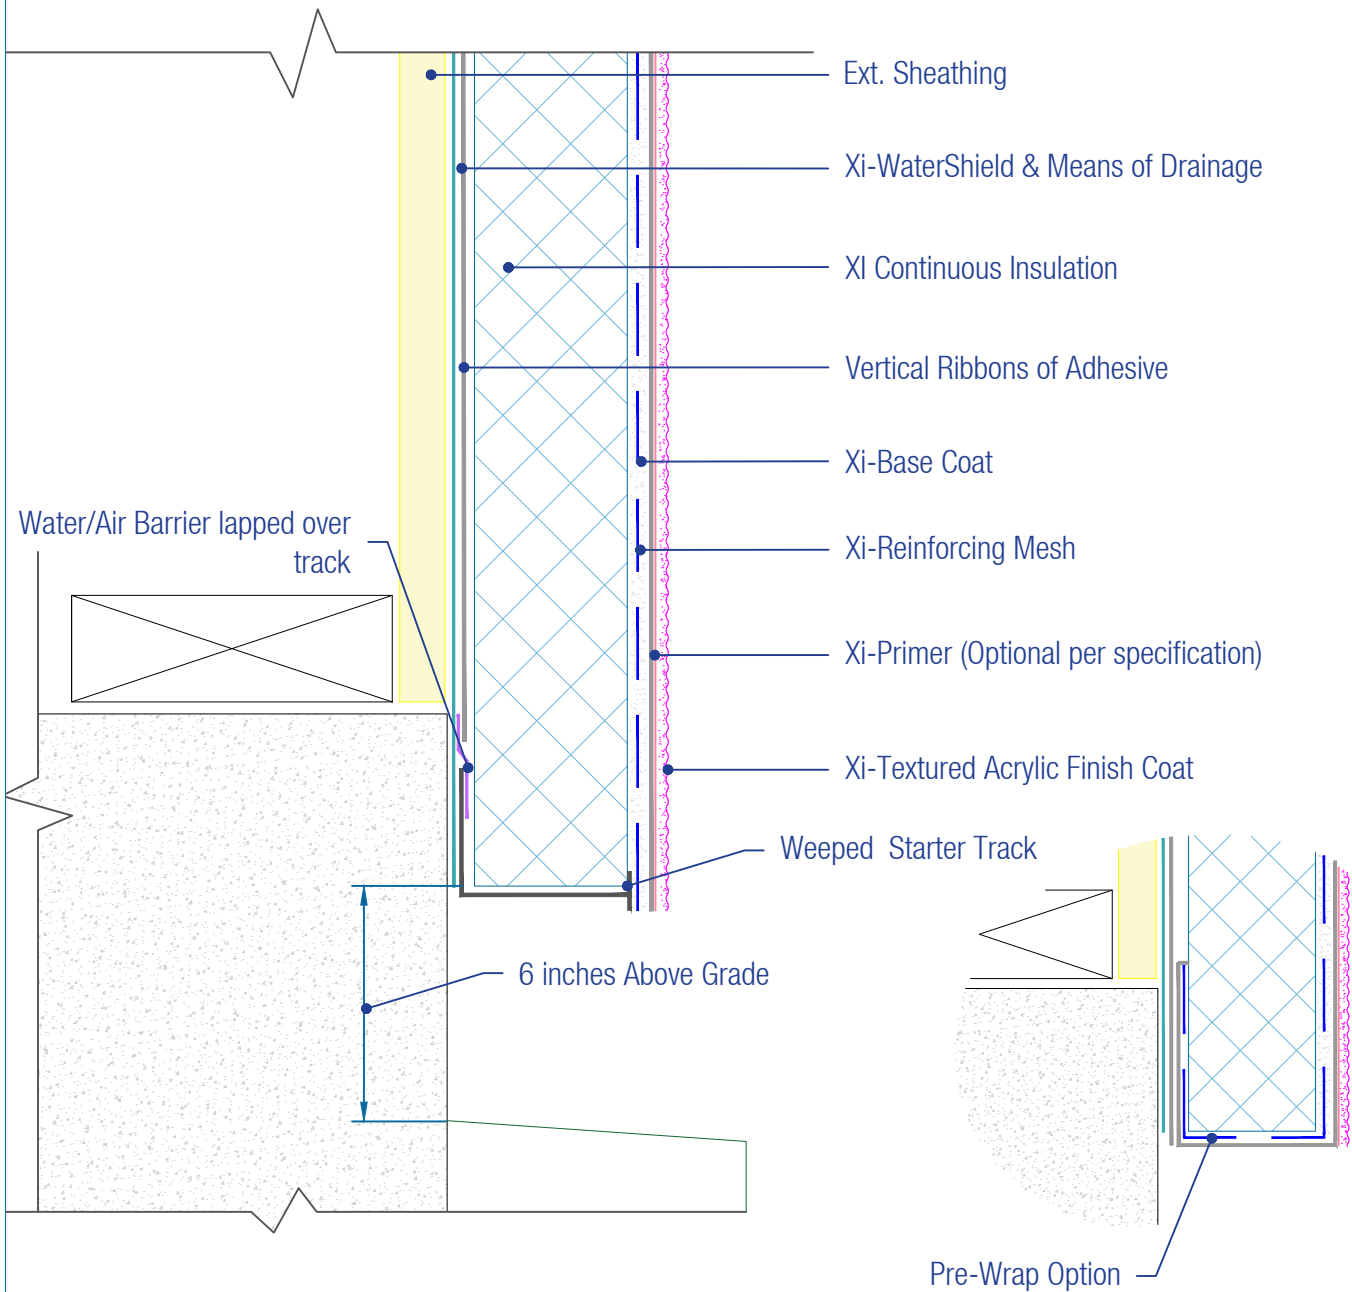 Ext. Sheathing
Xi-WaterShield & Means of Drainage
XI Continuous Insulation
Vertical Ribbons of Adhesive
Xi-Base Coat
Water/Air Barrier lapped over
track
Xi-Reinforcing Mesh
Xi-Primer (Optional per specification)
Xi-Textured Acrylic Finish Coat
Weeped Starter Track
6 inches Above Grade
Pre-Wrap Option